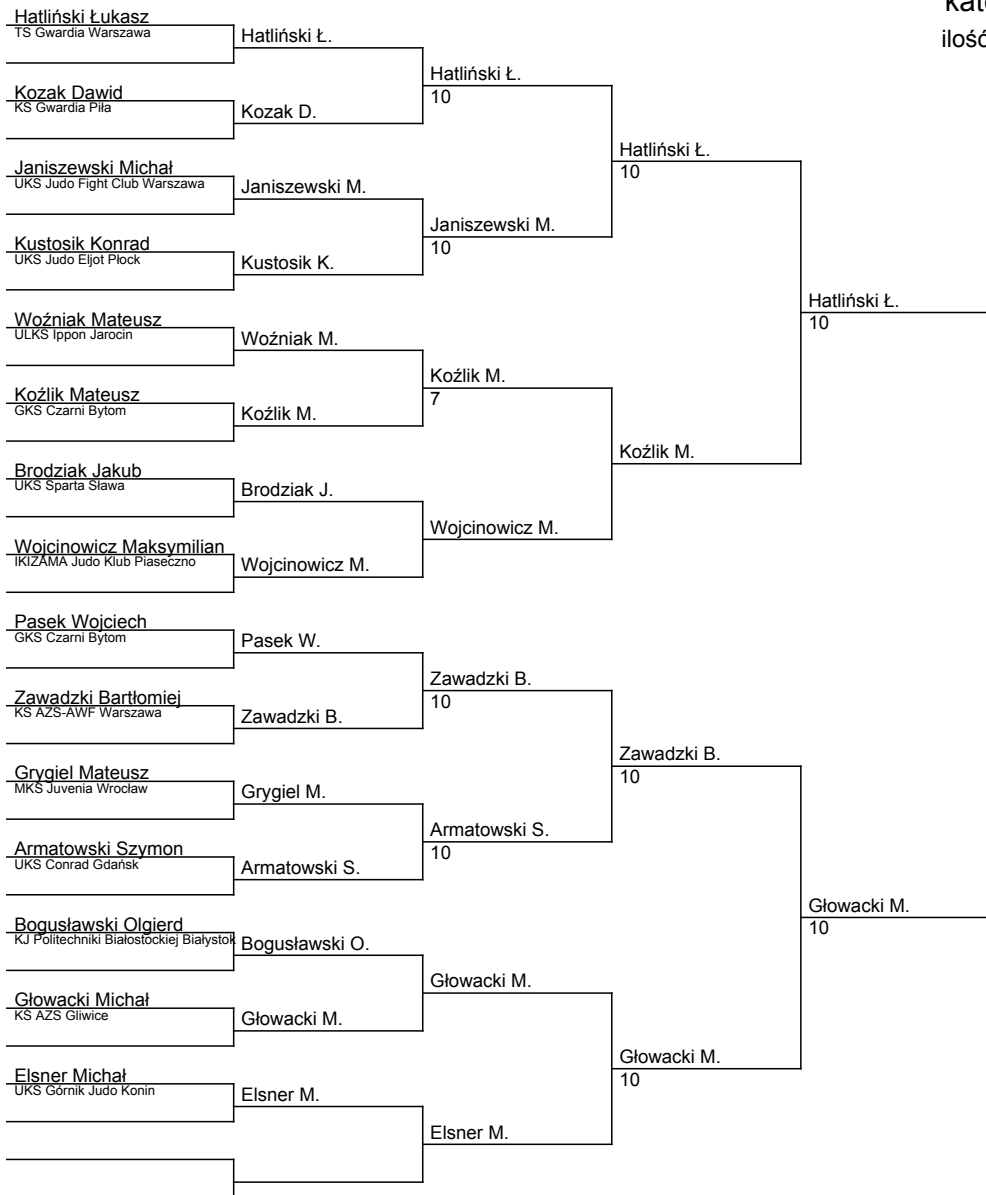 kate
ilość
Hatliński Łukasz
TS Gwardia Warszawa
Kozak Dawid
KS Gwardia Piła
Janiszewski Michał
UKS Judo Fight Club Warszawa
Kustosik Konrad
UKS Judo Eljot Płock
Woźniak Mateusz
ULKS Ippon Jarocin
Koźlik Mateusz
GKS Czarni Bytom
Brodziak Jakub
UKS Sparta Sława
Wojcinowicz Maksymilian
IKIZAMA Judo Klub Piaseczno
Pasek Wojciech
GKS Czarni Bytom
Zawadzki Bartłomiej
KS AZS-AWF Warszawa
Grygiel Mateusz
MKS Juvenia Wrocław
Armatowski Szymon
UKS Conrad Gdańsk
Bogusławski Olgierd
KJ Politechniki Białostockiej Białystok
Głowacki Michał
KS AZS Gliwice
Elsner Michał
UKS Górnik Judo Konin
Hatliński Ł.
Kozak D.
Janiszewski M.
Kustosik K.
Woźniak M.
Koźlik M.
Brodziak J.
Wojcinowicz M.
Pasek W.
Zawadzki B.
Grygiel M.
Armatowski S.
Bogusławski O.
Głowacki M.
Elsner M.
Hatliński Ł.
10
Janiszewski M.
10
Koźlik M.
7
Wojcinowicz M.
Zawadzki B.
10
Armatowski S.
10
Głowacki M.
Elsner M.
Hatliński Ł.
10
Koźlik M.
Zawadzki B.
10
Głowacki M.
10
Hatliński Ł.
10
Głowacki M.
10